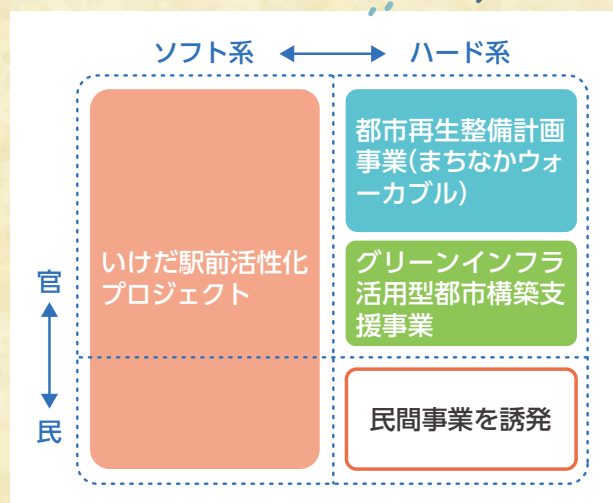 ソフト系
ハード系
官
民
いけだ駅前活性化
プロジェクト
都市再生整備計画
事業(まちなかウォ
ーカブル)
グリーンインフラ
活用型都市構築支
援事業
民間事業を誘発